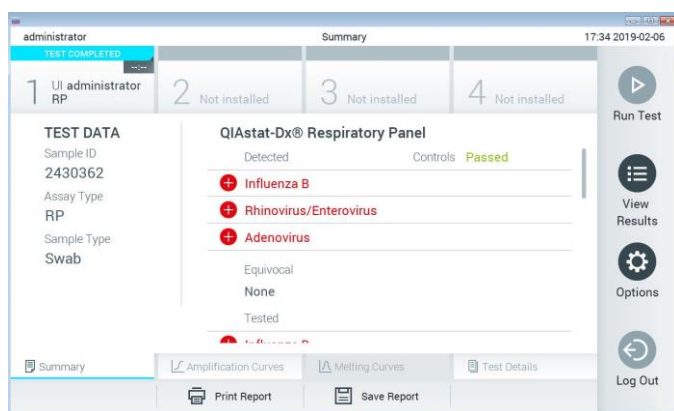 administrator Summary 17:34 2019-02-06
TEST COMPLETED
--:--
1 UI administrator
RP
2 Not installed
3 Not installed
4 Not installed
Run Test
TEST DATA
Sample ID
2430362
Assay Type
RP
Sample Type
Swab
QIAstat-Dx® Respiratory Panel
Detected Controls Passed
Influenza B
Rhinovirus/Enterovirus
Adenovirus
Equivocal
None
Tested
Influenza B
View
Results
Options
Log Out
Summary Amplification Curves Melting Curves Test Details
Print Report Save Report